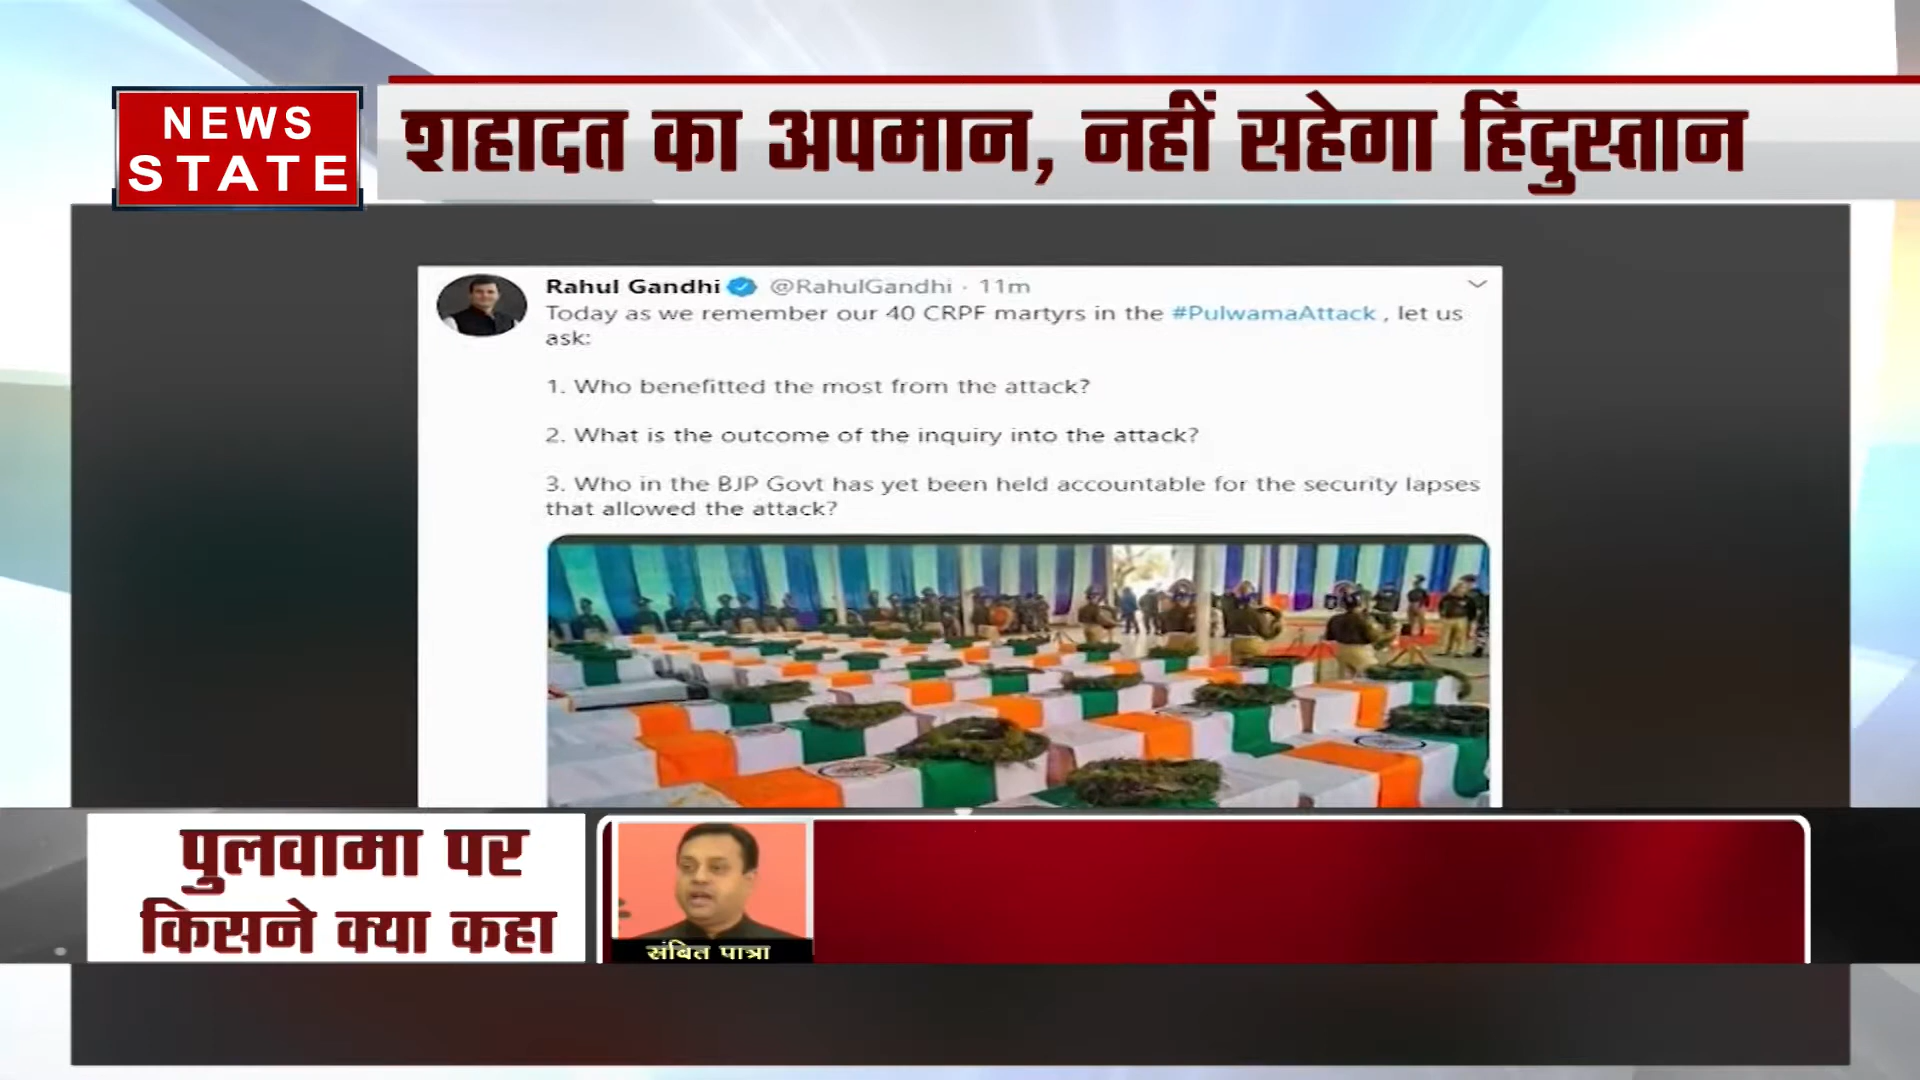 NEWS
STATE
शहादत का अपमान, नहीं सहेगा हिंदुस्तान
Rahul Gandhi @RahulGandhi · 11m
Today as we remember our 40 CRPF martyrs in the #PulwamaAttack , let us
ask:
1. Who benefitted the most from the attack?
2. What is the outcome of the inquiry into the attack?
3. Who in the BJP Govt has yet been held accountable for the security lapses
that allowed the attack?
पुलवामा पर
किसने क्या कहा
संबित पात्रा